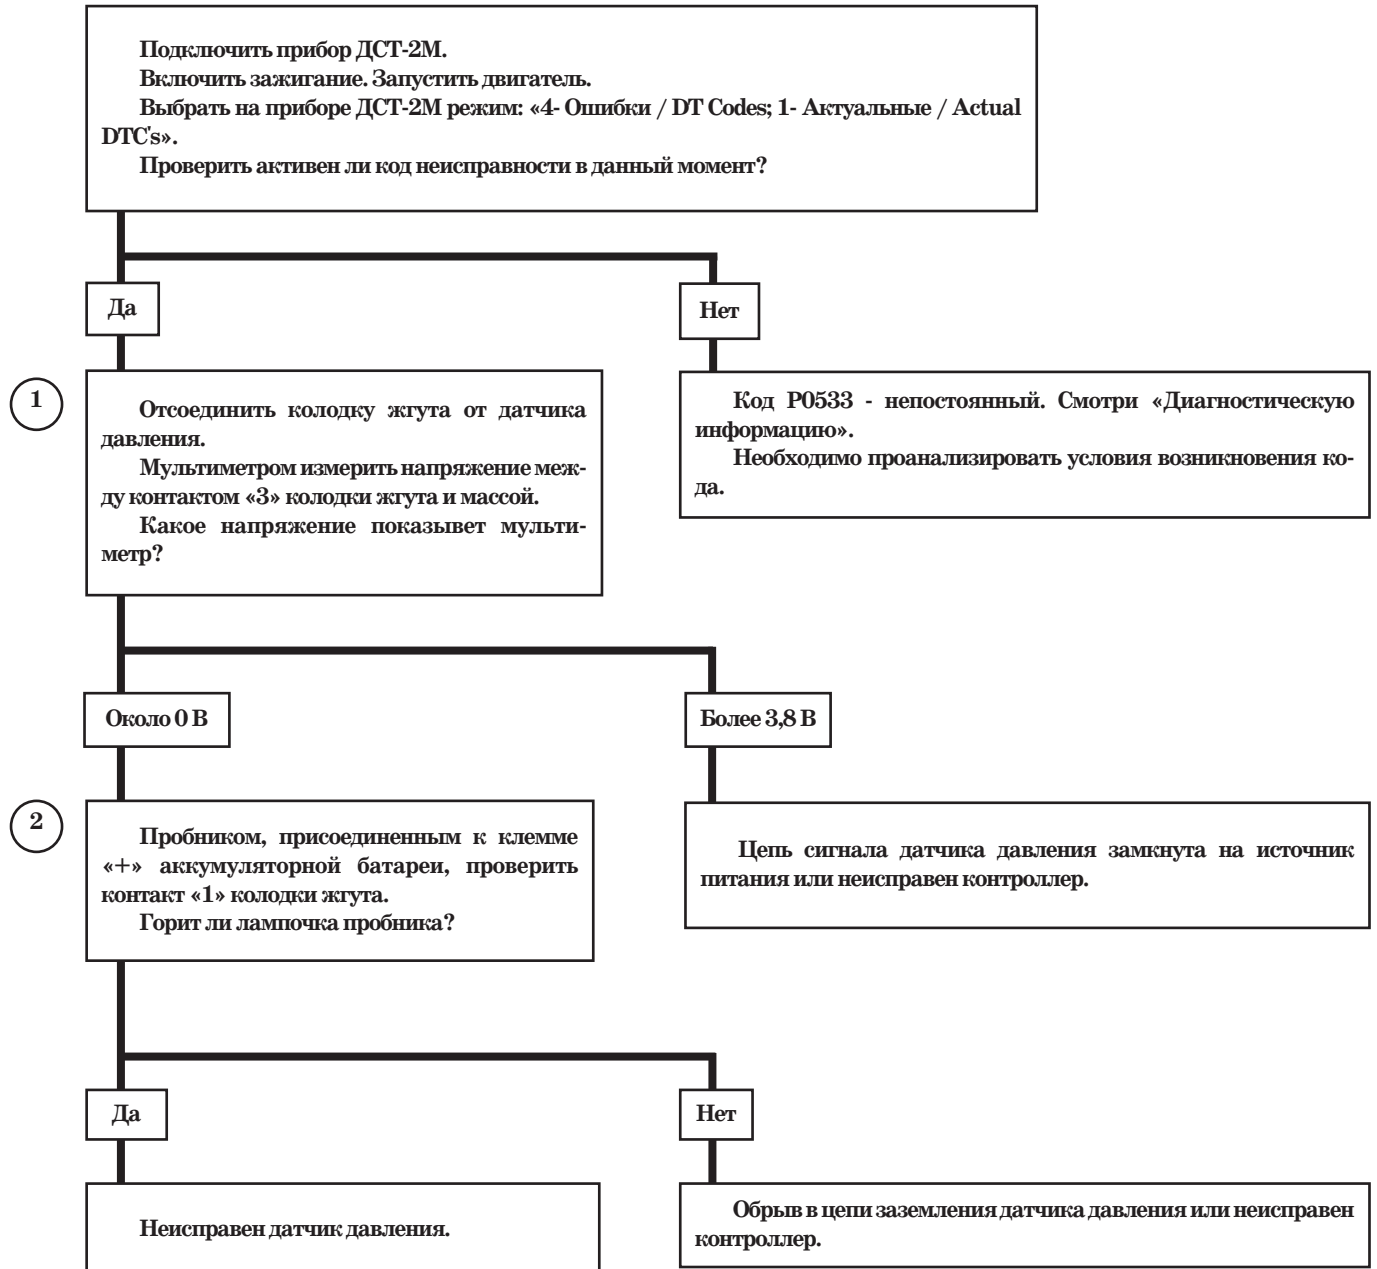 Подключить прибор ДСТ-2М.
Включить зажигание. Запустить двигатель.
Выбрать на приборе ДСТ-2М режим: «4- Ошибки / DT Codes; 1- Актуальные / Actual
DTC's».
Проверить активен ли код неисправности в данный момент?
Да
Нет
1
Отсоединить колодку жгута от датчика
давления.
Мультиметром измерить напряжение меж-
ду контактом «3» колодки жгута и массой.
Какое напряжение показывет мульти-
метр?
Код Р0533 - непостоянный. Смотри «Диагностическую
информацию».
Необходимо проанализировать условия возникновения ко-
да.
Около 0 В
Более 3,8 В
2
Пробником, присоединенным к клемме
«+» аккумуляторной батареи, проверить
контакт «1» колодки жгута.
Горит ли лампочка пробника?
Цепь сигнала датчика давления замкнута на источник
питания или неисправен контроллер.
Да
Нет
Неисправен датчик давления.
Обрыв в цепи заземления датчика давления или неисправен
контроллер.